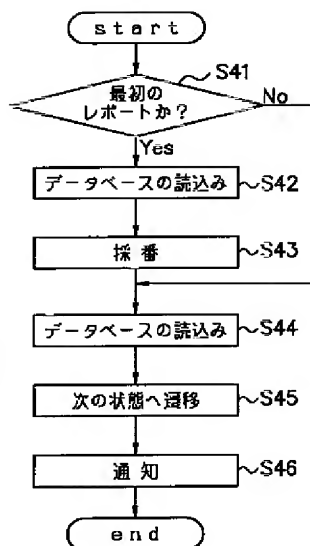 start
S41
最初の
レポートか?
No
Yes
データベースの読込み
S42
採番
S43
データベースの読込み
S44
次の状態へ遷移
S45
通知
S46
end